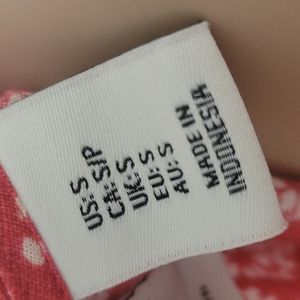 US: S
CA: S/P
UK: S
EU: S
AU: S
MADE IN
INDONESIA